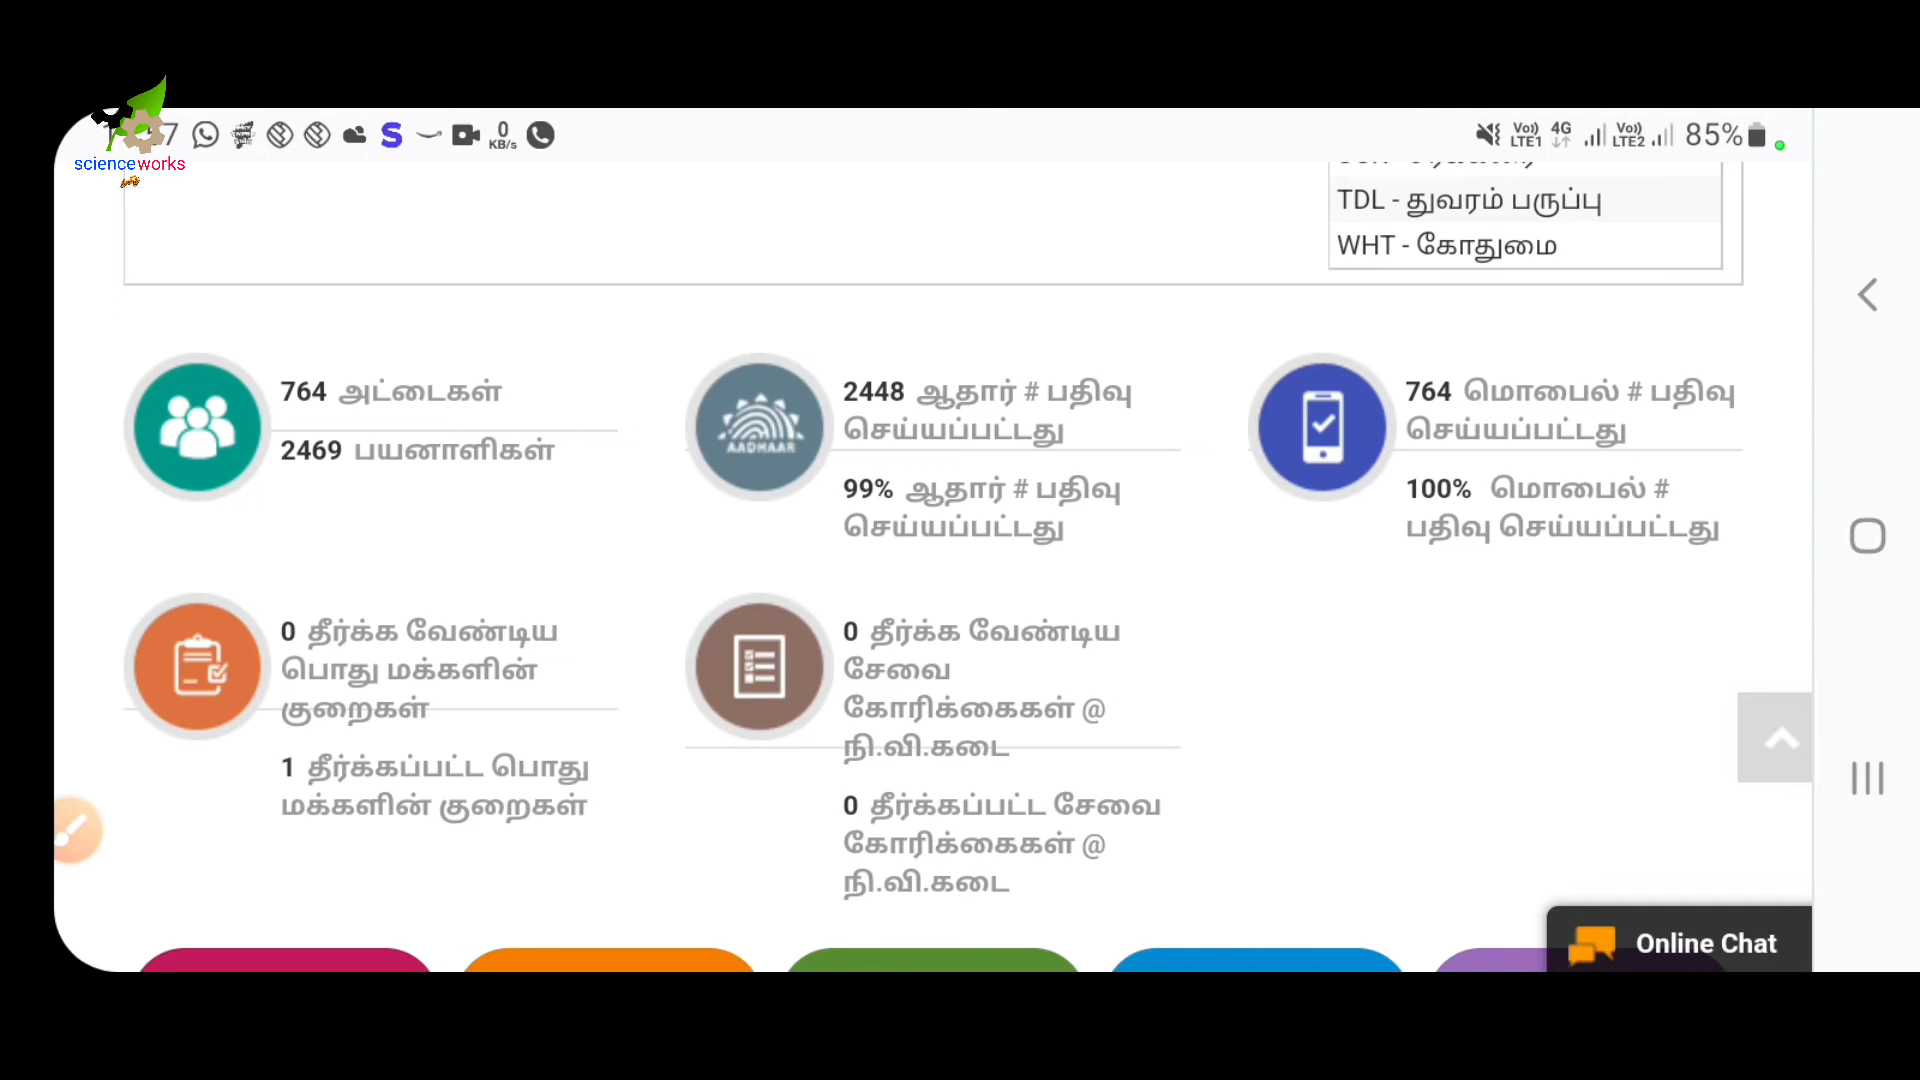 scienceworks
0
KB/s
Vo) LTE1 4G Vo) LTE2 85%
TDL - துவரம் பருப்பு
WHT - கோதுமை
764 அட்டைகள்
2469 பயனாளிகள்
2448 ஆதார் # பதிவு
செய்யப்பட்டது
99% ஆதார் # பதிவு
செய்யப்பட்டது
AADHAAR
764 மொபைல் # பதிவு
செய்யப்பட்டது
100% மொபைல் #
பதிவு செய்யப்பட்டது
0 தீர்க்க வேண்டிய
பொது மக்களின்
குறைகள்
1 தீர்க்கப்பட்ட பொது
மக்களின் குறைகள்
0 தீர்க்க வேண்டிய
சேவை
கோரிக்கைகள் @
நி.வி.கடை
0 தீர்க்கப்பட்ட சேவை
கோரிக்கைகள் @
நி.வி.கடை
Online Chat